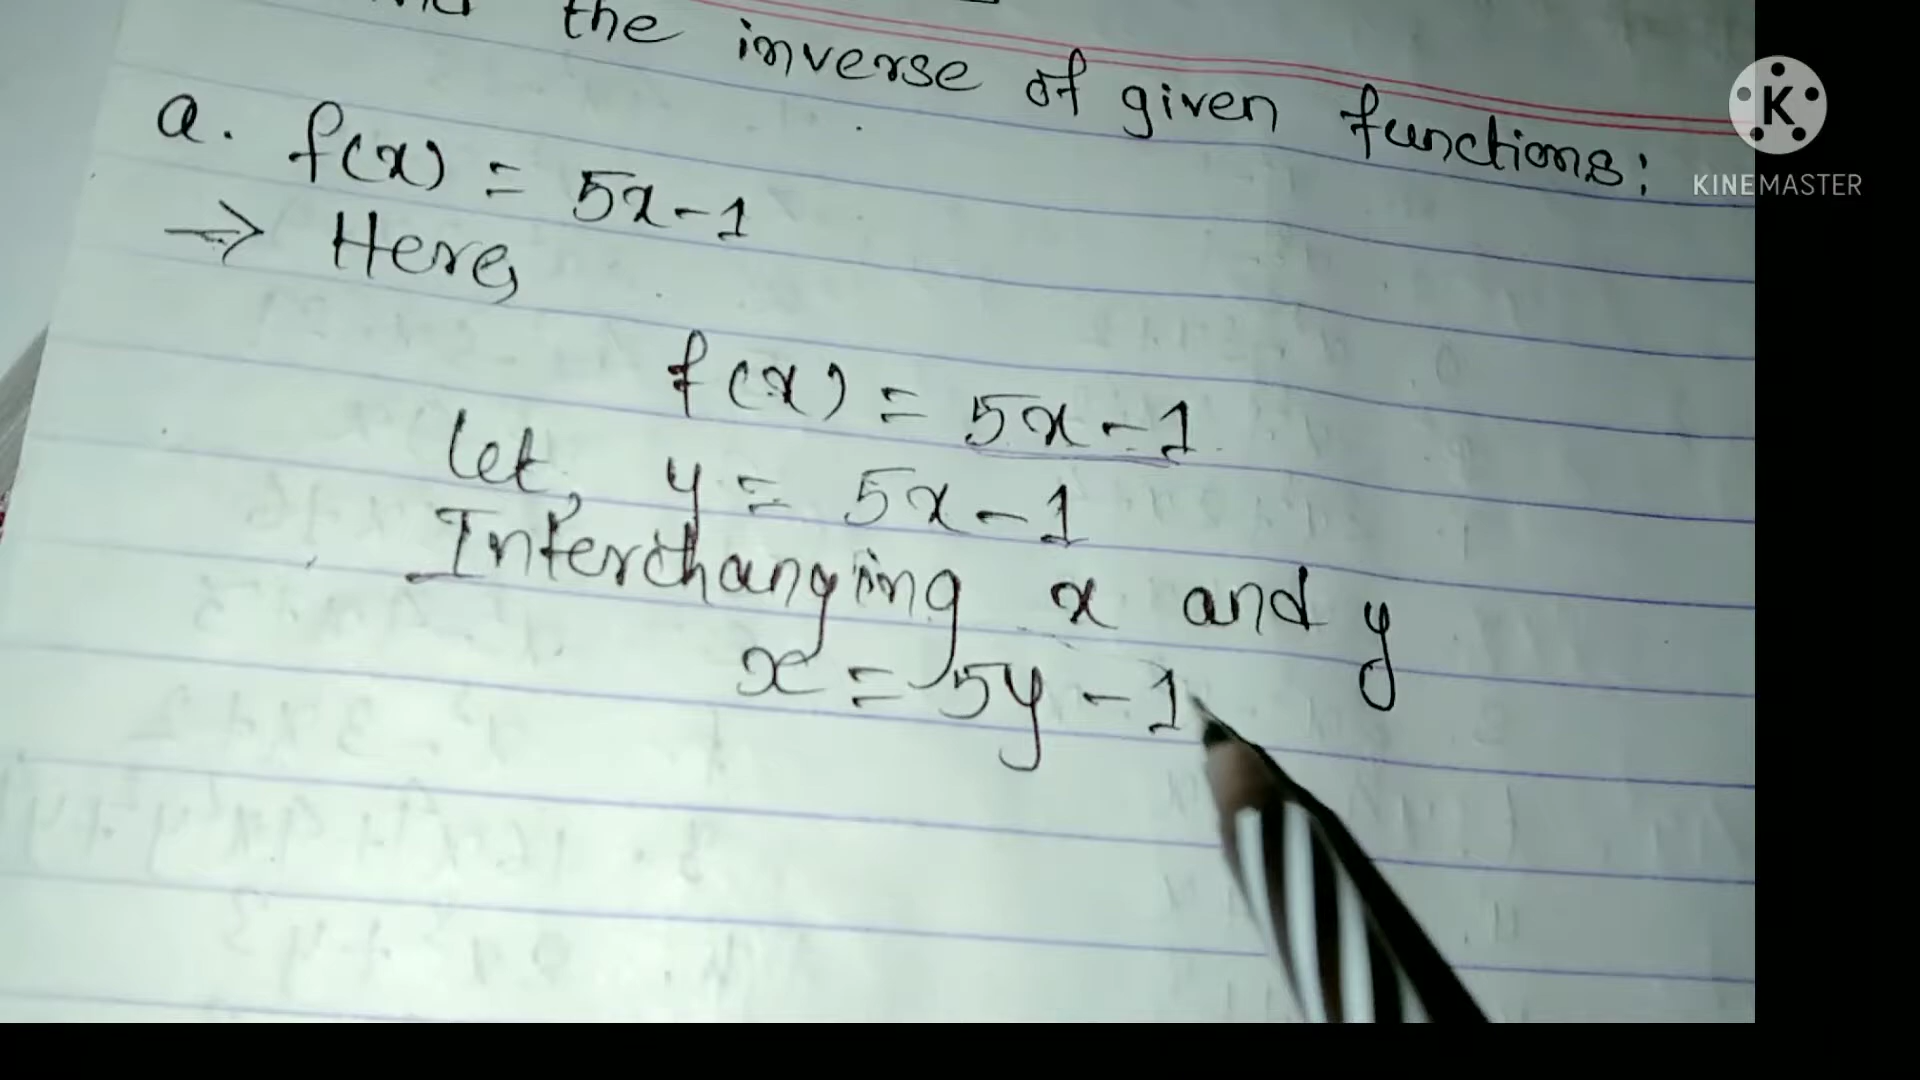 the inverse of given functions:
a. f(x) = 5x-1
→ Here,
f(x) = 5x-1
Let, y = 5x-1
Interchanging x and y
x = 5y-1
K
KINEMASTER